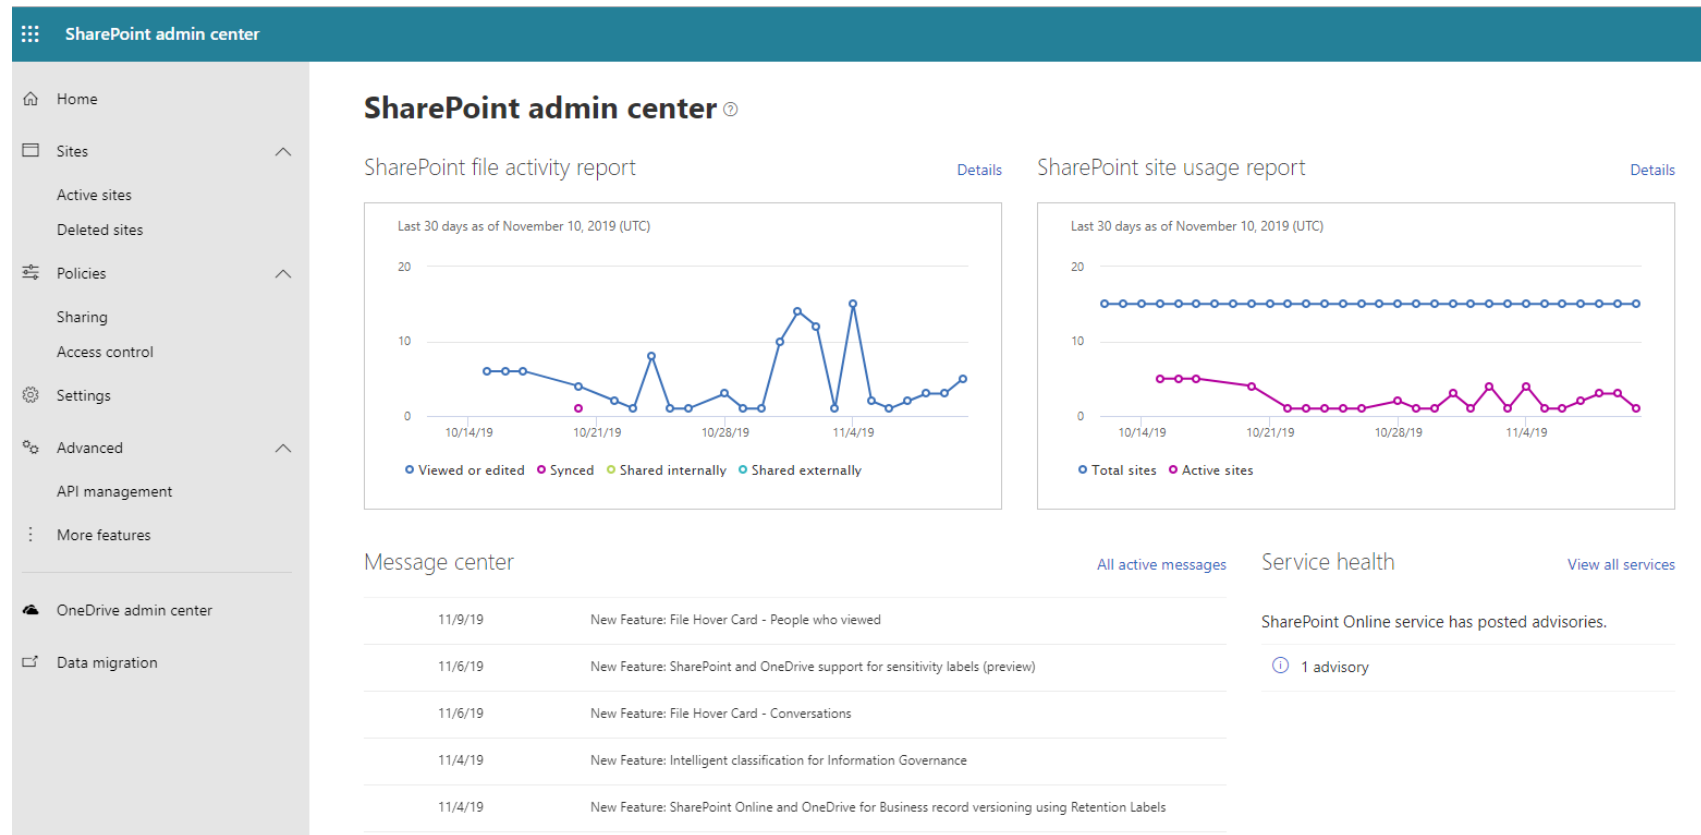 SharePoint admin center
Home
Sites
Active sites
Deleted sites
Policies
Sharing
Access control
Settings
Advanced
API management
More features
OneDrive admin center
Data migration
SharePoint admin center ?
SharePoint file activity report Details
Last 30 days as of November 10, 2019 (UTC)
20
10
0
10/14/19 10/21/19 10/28/19 11/4/19
Viewed or edited Synced Shared internally Shared externally
SharePoint site usage report Details
Last 30 days as of November 10, 2019 (UTC)
20
10
0
10/14/19 10/21/19 10/28/19 11/4/19
Total sites Active sites
Message center All active messages
11/9/19 New Feature: File Hover Card - People who viewed
11/6/19 New Feature: SharePoint and OneDrive support for sensitivity labels (preview)
11/6/19 New Feature: File Hover Card - Conversations
11/4/19 New Feature: Intelligent classification for Information Governance
11/4/19 New Feature: SharePoint Online and OneDrive for Business record versioning using Retention Labels
Service health View all services
SharePoint Online service has posted advisories.
1 advisory